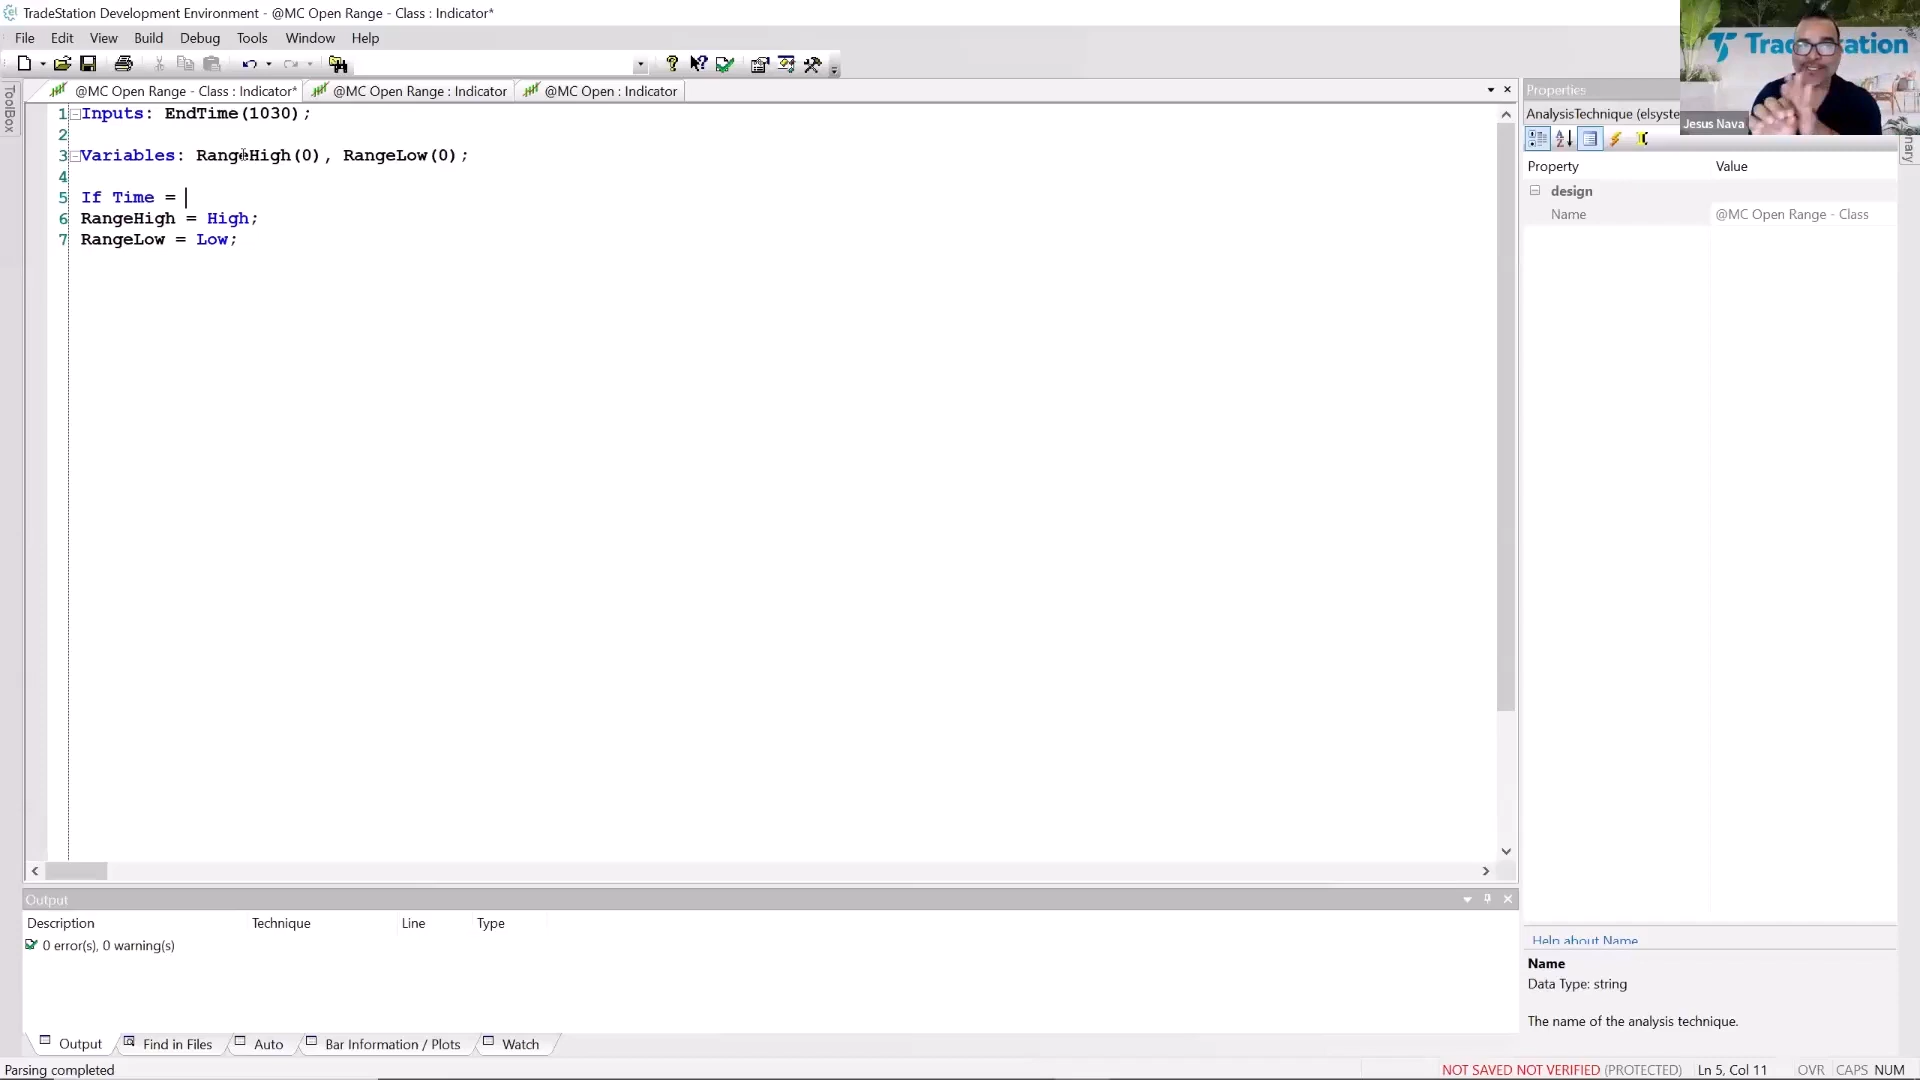 TradeStation Development Environment - @MC Open Range - Class : Indicator*
File Edit View Build Debug Tools Window Help
ToolBox
@MC Open Range - Class : Indicator* @MC Open Range : Indicator @MC Open : Indicator
1 Inputs: EndTime(1030);
2
3 Variables: RangeHigh(0), RangeLow(0);
4
5 If Time =
6 RangeHigh = High;
7 RangeLow = Low;
Properties
AnalysisTechnique (elsyste
Property Value
design
Name @MC Open Range - Class
TradeStation
Jesus Nava
Output
Description Technique Line Type
0 error(s), 0 warning(s)
Help about Name
Name
Data Type: string
The name of the analysis technique.
Output Find in Files Auto Bar Information / Plots Watch
Parsing completed
NOT SAVED NOT VERIFIED (PROTECTED) Ln 5, Col 11 OVR CAPS NUM